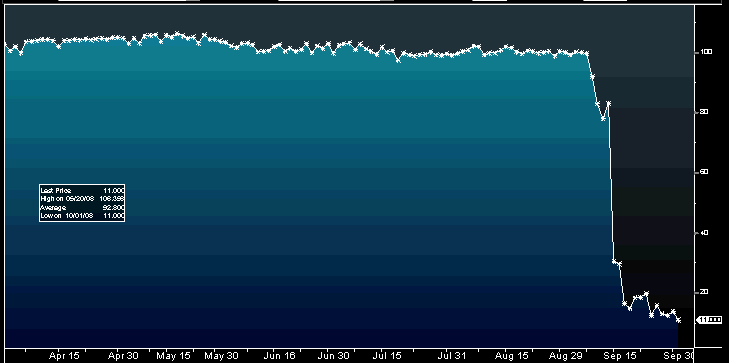 100
80
60
40
20
11.000
Last Price 11.000
High on 05/20/08 106.356
Average 92.800
Low on 10/01/08 11.000
Apr 15 Apr 30 May 15 May 30 Jun 16 Jun 30 Jul 15 Jul 31 Aug 15 Aug 29 Sep 15 Sep 30